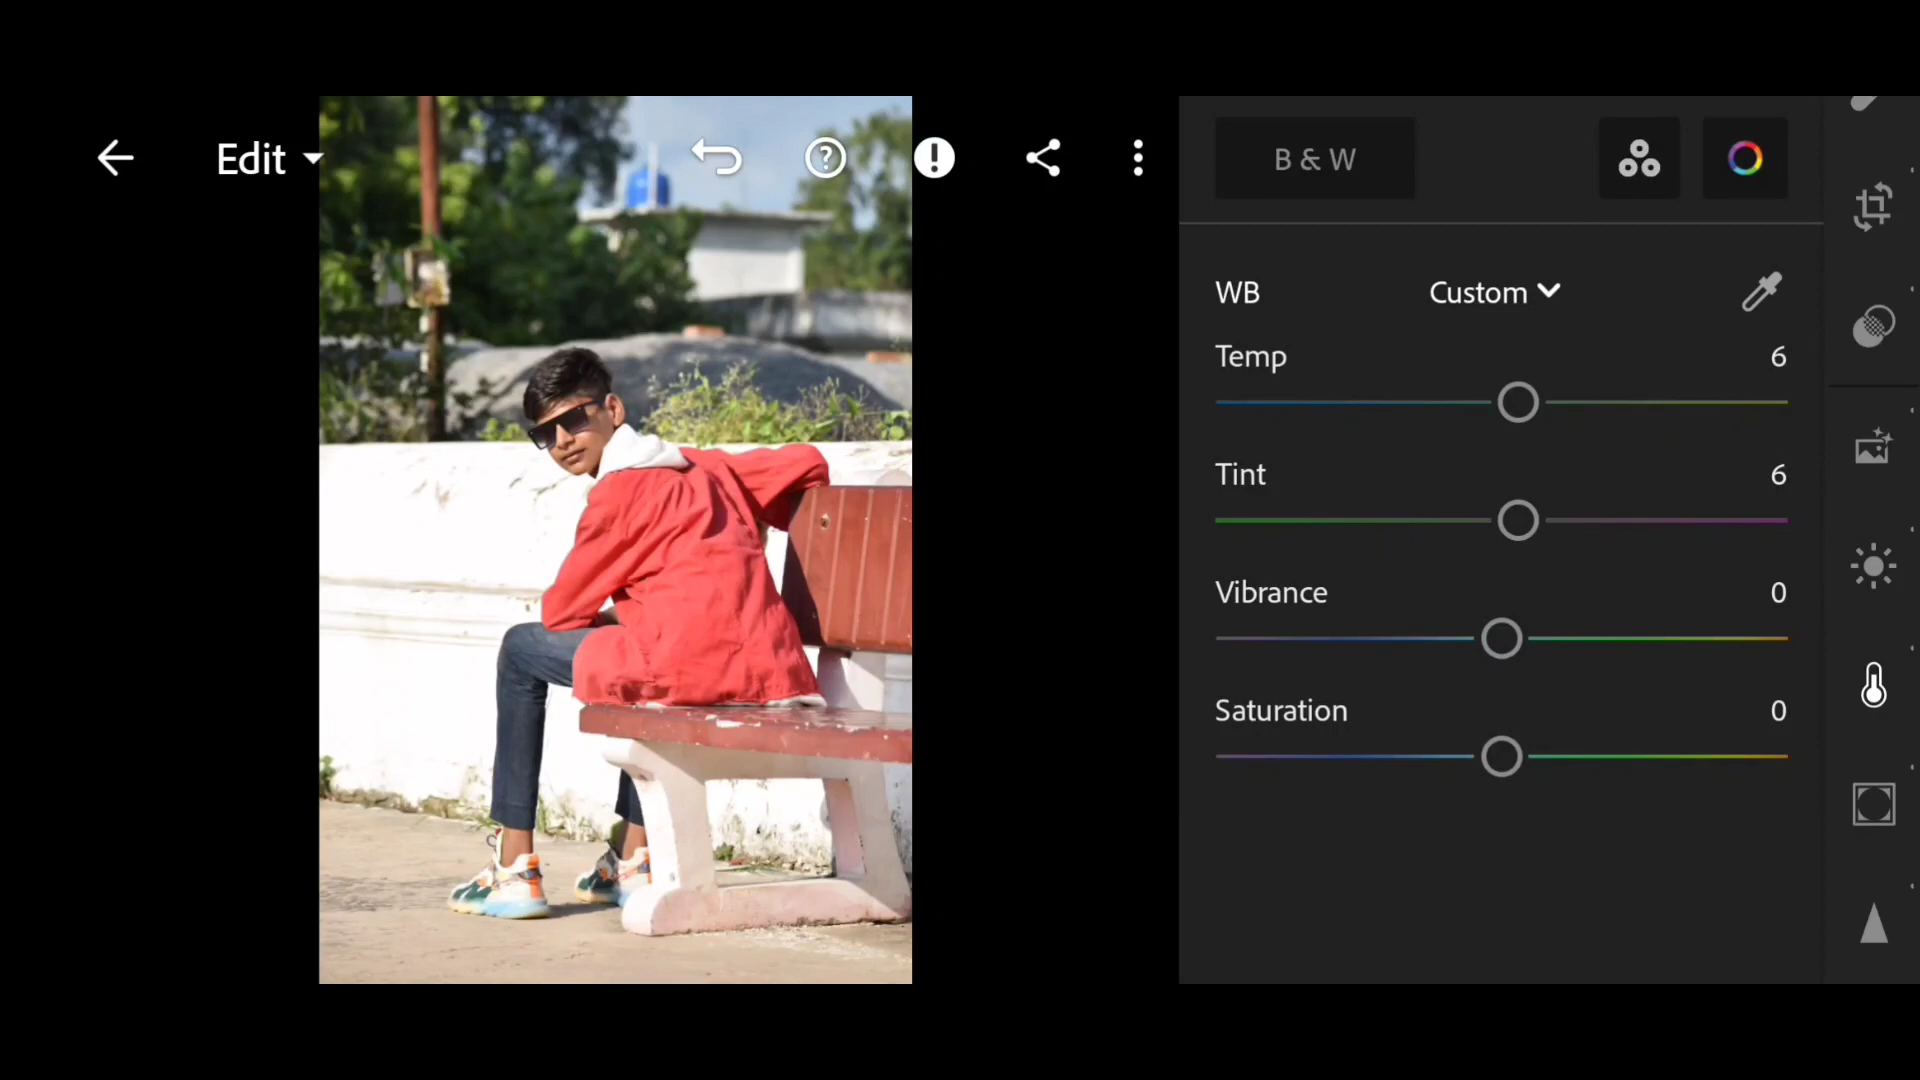 Edit
B & W
WB Custom
Temp 6
Tint 6
Vibrance 0
Saturation 0